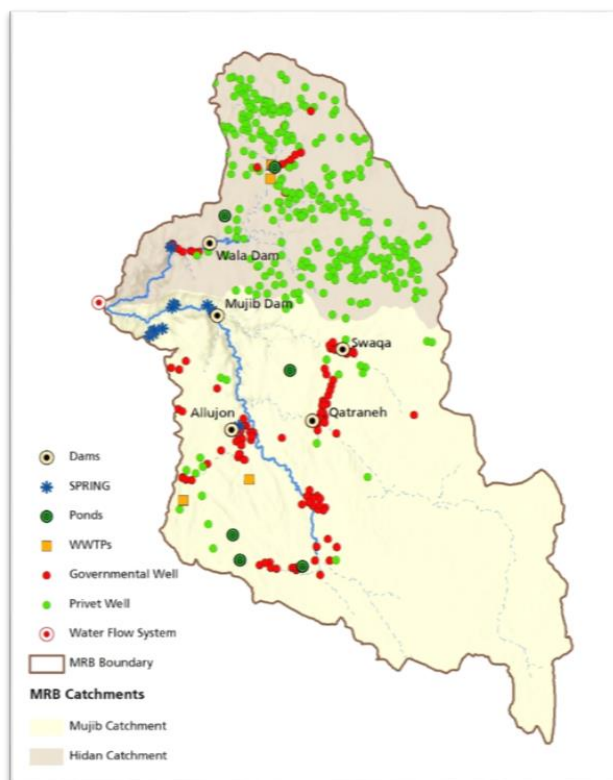 Wala Dam
Mujib Dam
Swaqa
Allujon
Qatraneh
Dams
SPRING
Ponds
WWTPs
Governmental Well
Privet Well
Water Flow System
MRB Boundary
MRB Catchments
Mujib Catchment
Hidan Catchment